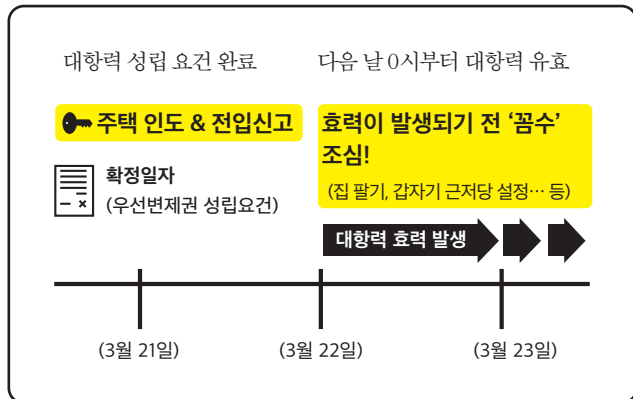 대항력 성립 요건 완료
다음 날 0시부터 대항력 유효
주택 인도 & 전입신고
효력이 발생되기 전 ‘꼼수’
조심!
(집 팔기, 갑자기 근저당 설정… 등)
확정일자
(우선변제권 성립요건)
대항력 효력 발생
(3월 21일)
(3월 22일)
(3월 23일)